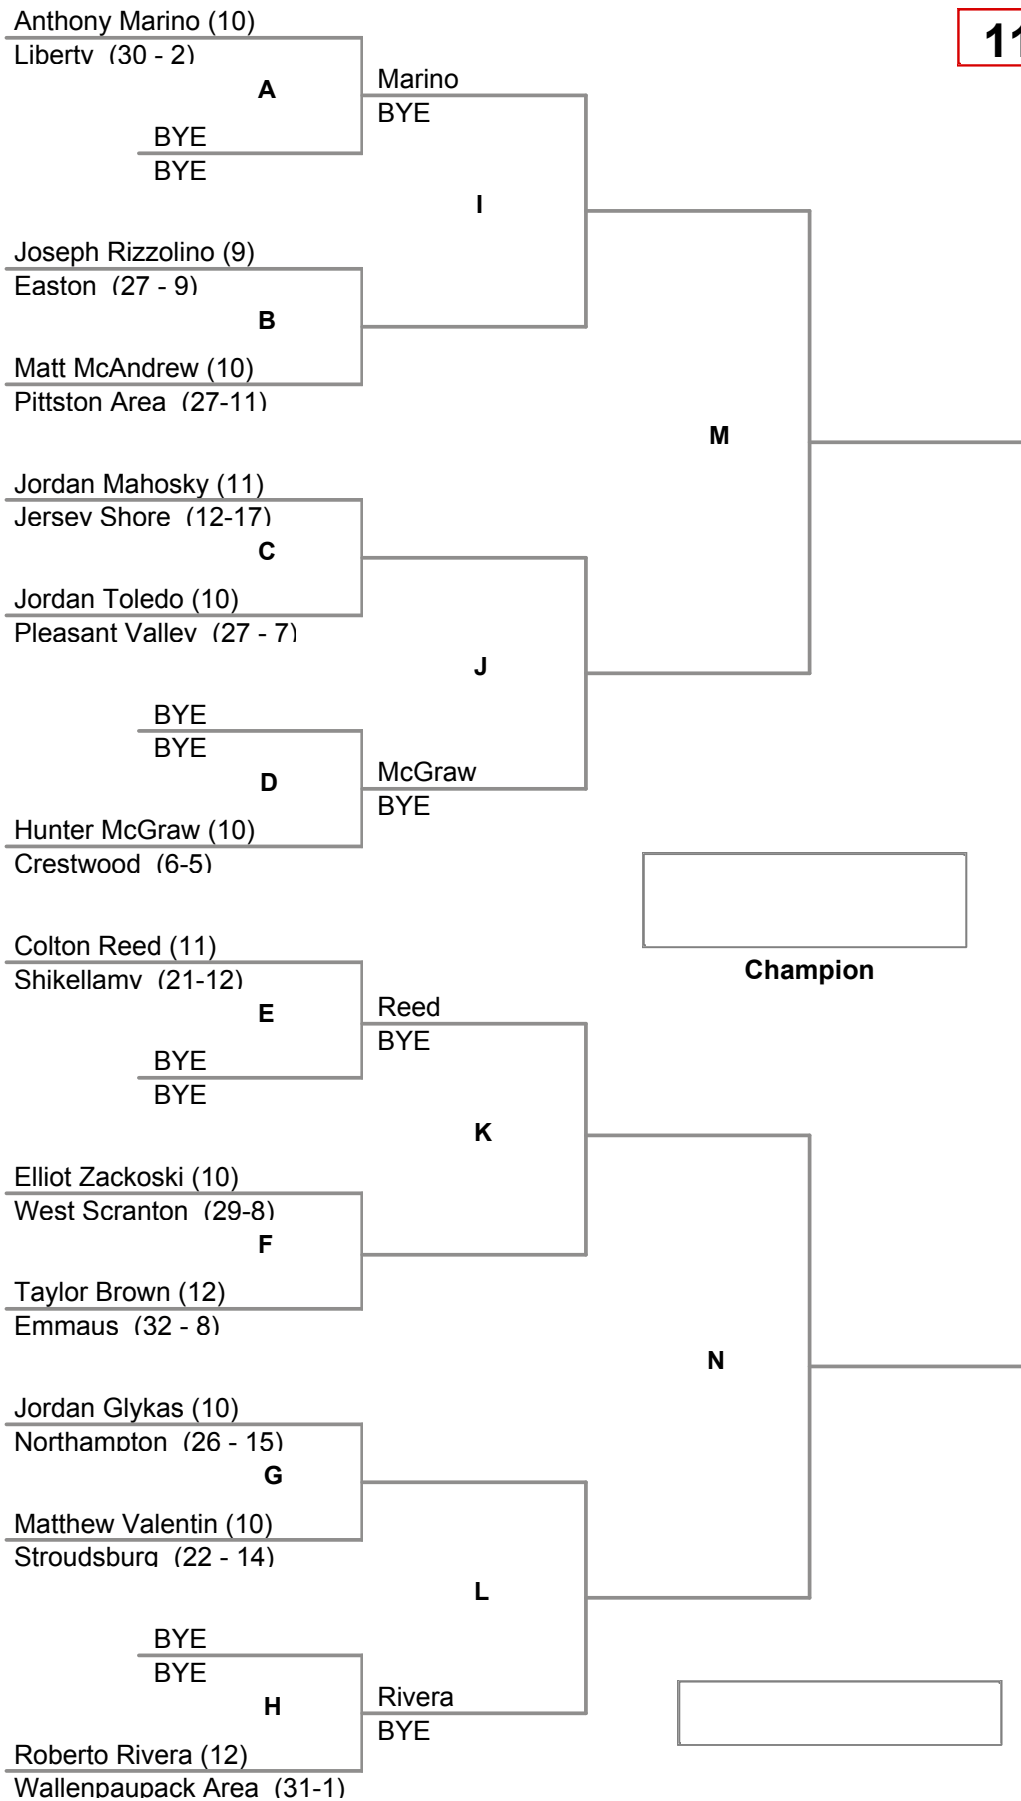 Anthony Marino (10)
11
Liberty (30 - 2)
A
Marino
BYE
BYE
BYE
I
Joseph Rizzolino (9)
Easton (27 - 9)
B
Matt McAndrew (10)
Pittston Area (27-11)
M
Jordan Mahosky (11)
Jersey Shore (12-17)
C
Jordan Toledo (10)
Pleasant Valley (27 - 7)
J
BYE
BYE
D
McGraw
BYE
Hunter McGraw (10)
Crestwood (6-5)
Colton Reed (11)
Champion
Shikellamy (21-12)
E
Reed
BYE
BYE
BYE
K
Elliot Zackoski (10)
West Scranton (29-8)
F
Taylor Brown (12)
Emmaus (32 - 8)
N
Jordan Glykas (10)
Northampton (26 - 15)
G
Matthew Valentin (10)
Stroudsburg (22 - 14)
L
BYE
BYE
H
Rivera
BYE
Roberto Rivera (12)
Wallenpaupack Area (31-1)